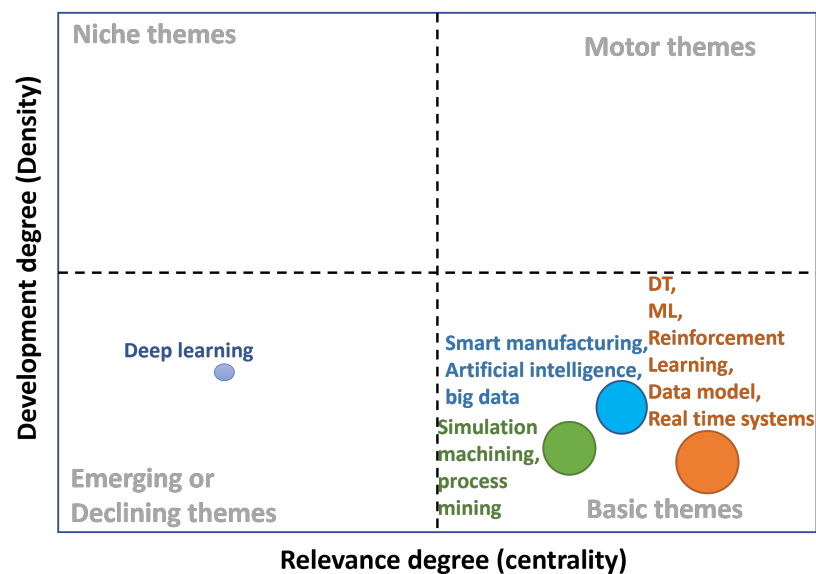 Niche themes
Motor themes
Development degree (Density)
DT,
ML,
Reinforcement
Learning,
Data model,
Real time systems
Smart manufacturing,
Artificial intelligence,
big data
Deep learning
Simulation
machining,
process
mining
Emerging or
Declining themes
Basic themes
Relevance degree (centrality)